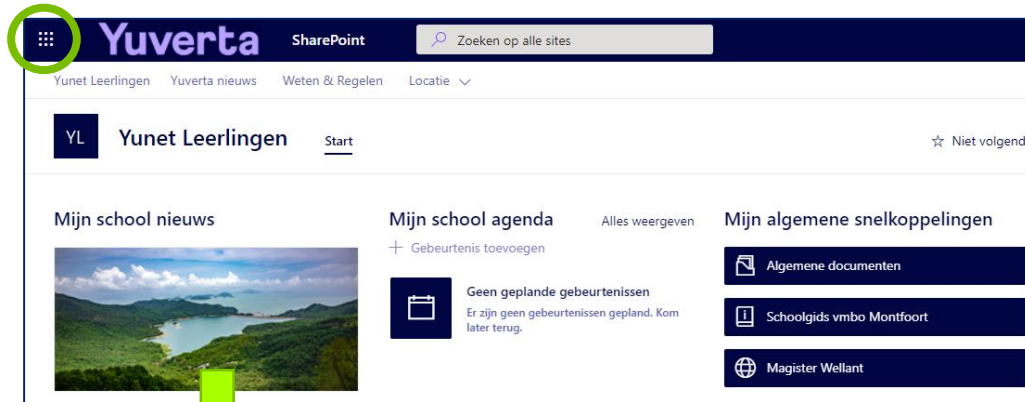 Yuverta SharePoint Zoeken op alle sites
Yunet Leerlingen Yuverta nieuws Weten & Regelen Locatie
YL Yunet Leerlingen Start Niet volgend
Mijn school nieuws
Mijn school agenda Alles weergeven
+ Gebeurtenis toevoegen
Geen geplande gebeurtenissen
Er zijn geen gebeurtenissen gepland. Kom
later terug.
Mijn algemene snelkoppelingen
Algemene documenten
Schoolgids vmbo Montfoort
Magister Wellant